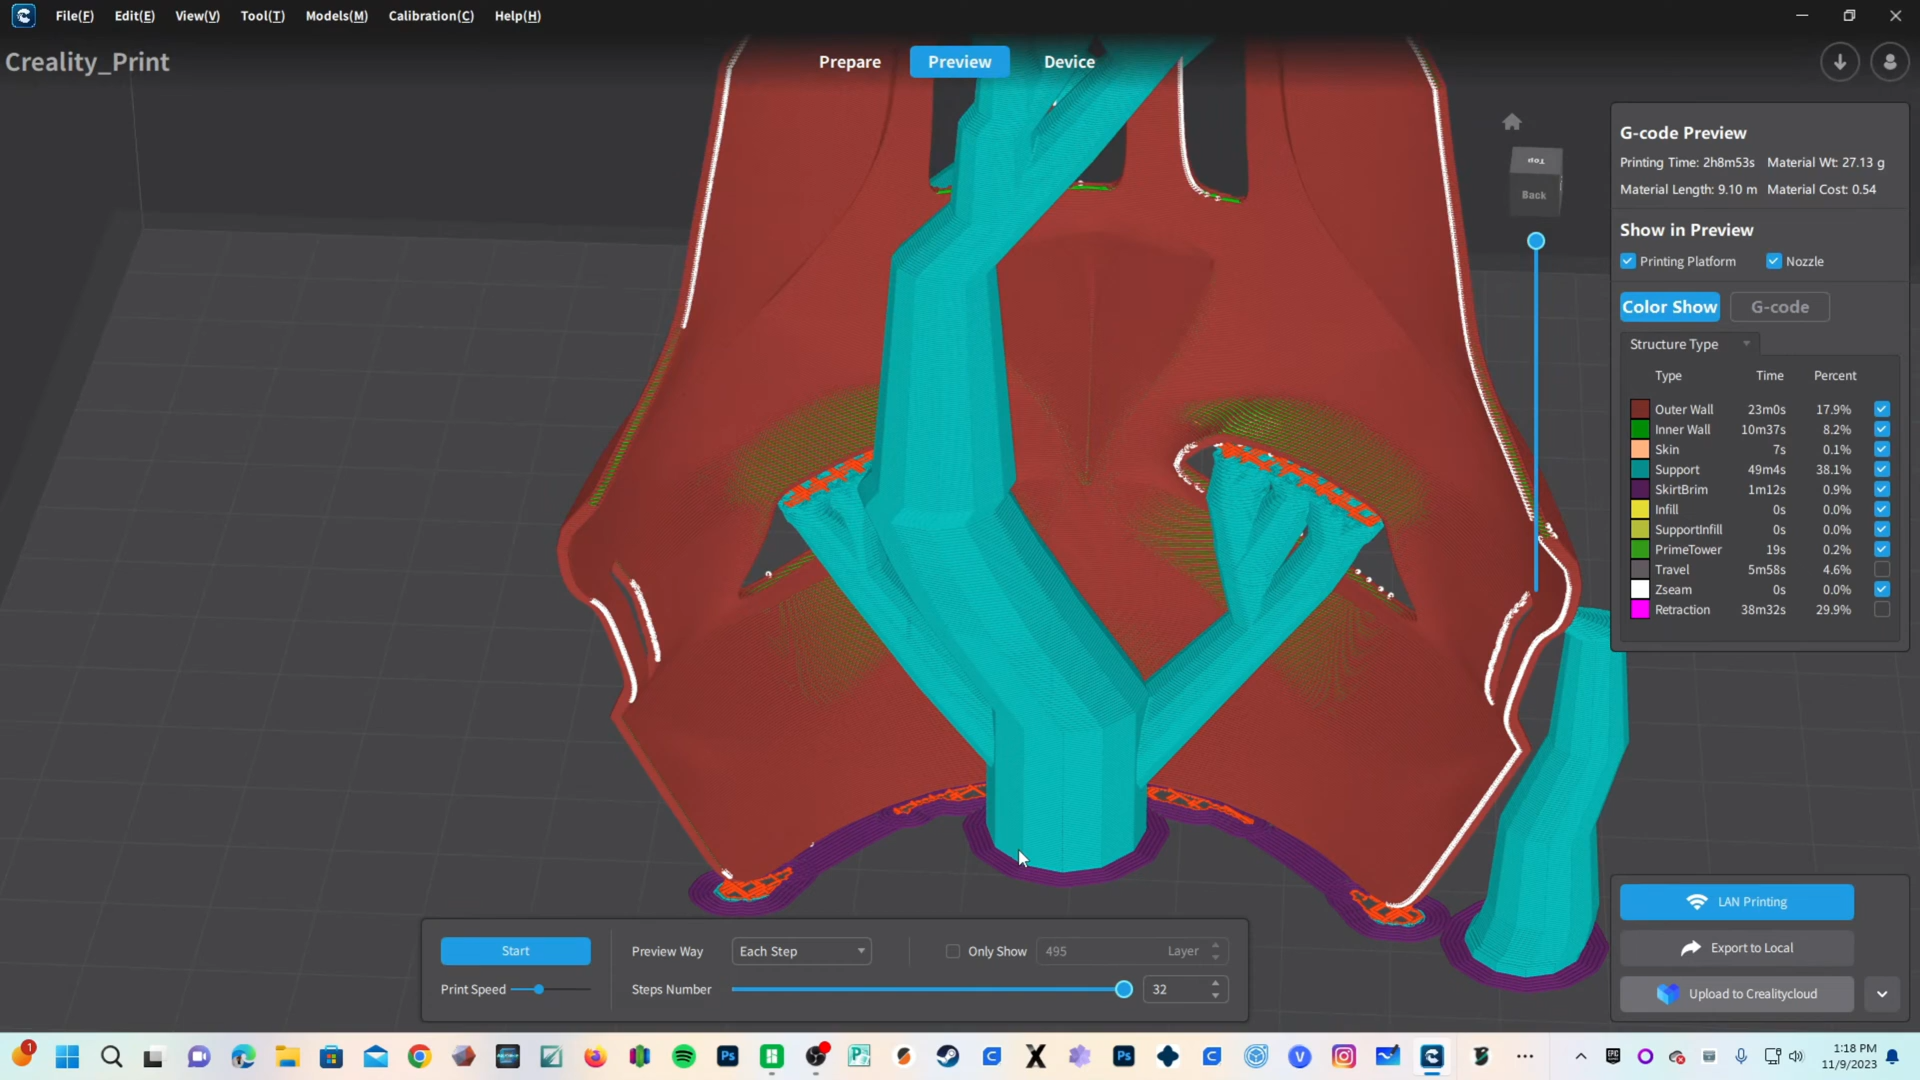 File(F) Edit(E) View(V) Tool(T) Models(M) Calibration(C) Help(H)
Creality_Print
Prepare Preview Device
Top
Back
G-code Preview
Printing Time: 2h8m53s Material Wt: 27.13 g
Material Length: 9.10 m Material Cost: 0.54
Show in Preview
Printing Platform Nozzle
Color Show G-code
Structure Type
Type Time Percent
Outer Wall 23m0s 17.9%
Inner Wall 10m37s 8.2%
Skin 7s 0.1%
Support 49m4s 38.1%
SkirtBrim 1m12s 0.9%
Infill 0s 0.0%
SupportInfill 0s 0.0%
PrimeTower 19s 0.2%
Travel 5m58s 4.6%
Zseam 0s 0.0%
Retraction 38m32s 29.9%
LAN Printing
Export to Local
Upload to Crealitycloud
Start Preview Way Each Step Only Show 495 Layer
Print Speed Steps Number 32
1
Ps
Ps
1:18 PM
11/9/2023